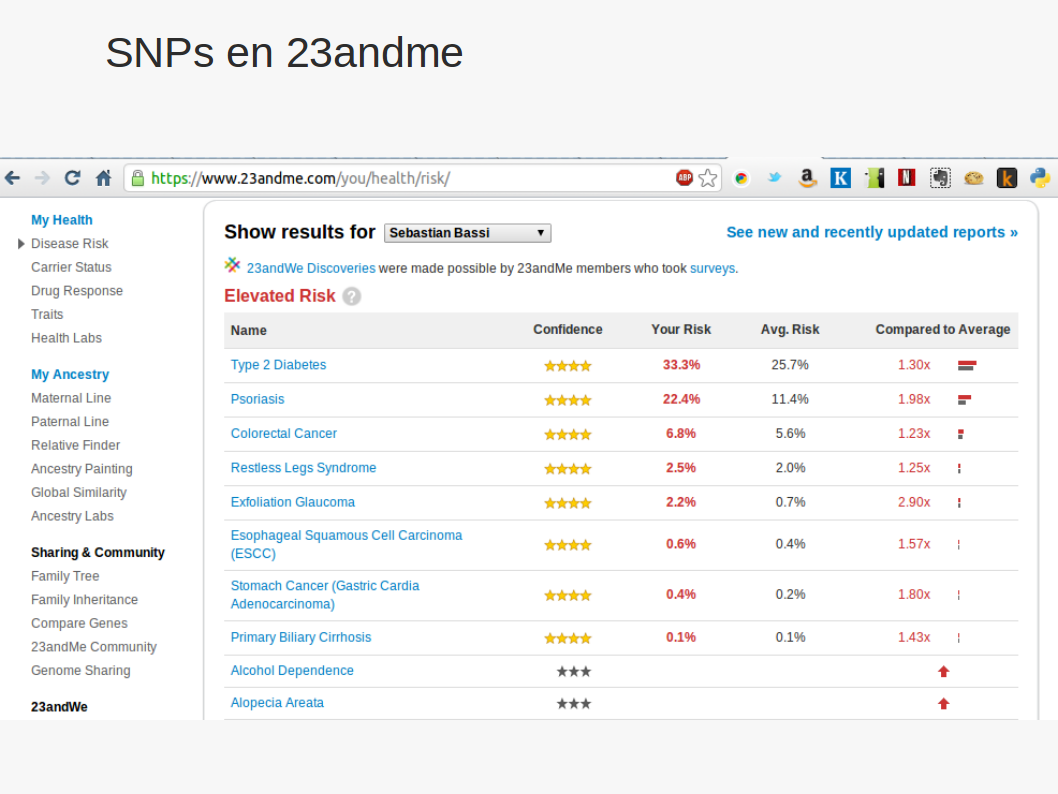 SNPs en 23andme
https://www.23andme.com/you/health/risk/
ABP
a
K
N
k
My Health
Disease Risk
Carrier Status
Drug Response
Traits
Health Labs
My Ancestry
Maternal Line
Paternal Line
Relative Finder
Ancestry Painting
Global Similarity
Ancestry Labs
Sharing & Community
Family Tree
Family Inheritance
Compare Genes
23andMe Community
Genome Sharing
23andWe
Show results for Sebastian Bassi
See new and recently updated reports »
23andWe Discoveries were made possible by 23andMe members who took surveys.
Elevated Risk ?
Name Confidence Your Risk Avg. Risk Compared to Average
Type 2 Diabetes 33.3% 25.7% 1.30x
Psoriasis 22.4% 11.4% 1.98x
Colorectal Cancer 6.8% 5.6% 1.23x
Restless Legs Syndrome 2.5% 2.0% 1.25x
Exfoliation Glaucoma 2.2% 0.7% 2.90x
Esophageal Squamous Cell Carcinoma
(ESCC) 0.6% 0.4% 1.57x
Stomach Cancer (Gastric Cardia
Adenocarcinoma) 0.4% 0.2% 1.80x
Primary Biliary Cirrhosis 0.1% 0.1% 1.43x
Alcohol Dependence
Alopecia Areata